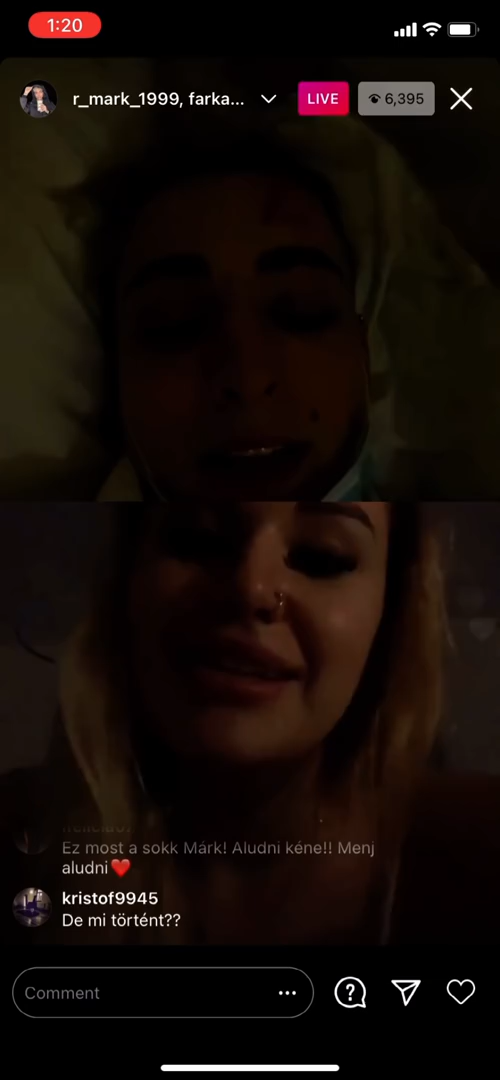 1:20
r_mark_1999, farka...
LIVE
6,395
Ez most a sokk Márk! Aludni kéne!! Menj
aludni❤️
kristof9945
De mi történt??
Comment